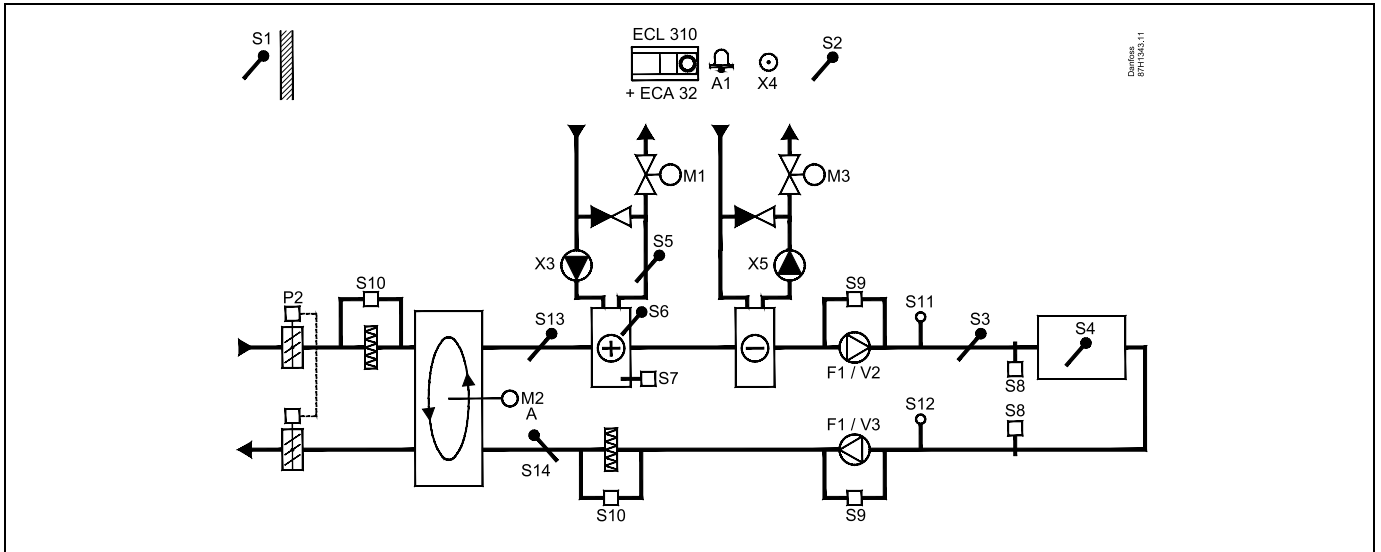 S1
ECL 310
+ ECA 32
A1
X4
S2
Danfoss
87H1343.11
M1
M3
X3
S5
X5
P2
S10
S13
S6
S7
S9
F1 / V2
S11
S3
S8
S4
M2
A
S14
S10
F1 / V3
S9
S12
S8